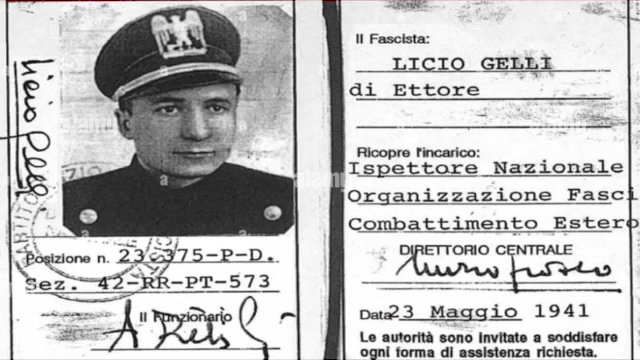 Licio Gelli
Posizione n. 23-375-P-D.
Sez. 42-RR-PT-573
Il Funzionario
Il Fascista:
LICIO GELLI
di Ettore
Ricopre l'incarico:
Ispettore Nazionale
Organizzazione Fasci
Combattimento Estero
DIRETTORIO CENTRALE
Data 23 Maggio 1941
Le autorità sono invitate a soddisfare
ogni forma di assistenza richiesta.